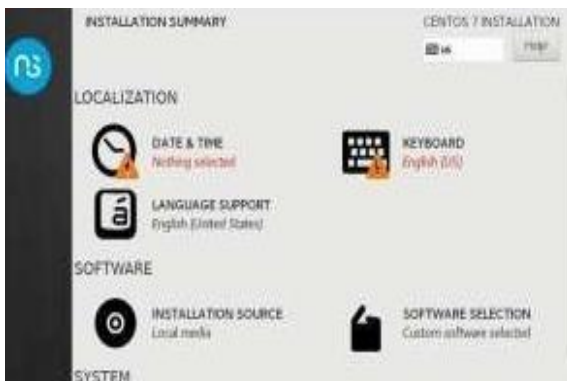 INSTALLATION SUMMARY
CENTOS 7 INSTALLATION
us
Help!
LOCALIZATION
DATE & TIME
Nothing selected
KEYBOARD
English (US)
LANGUAGE SUPPORT
English (United States)
SOFTWARE
INSTALLATION SOURCE
Local media
SOFTWARE SELECTION
Custom software selected
SYSTEM